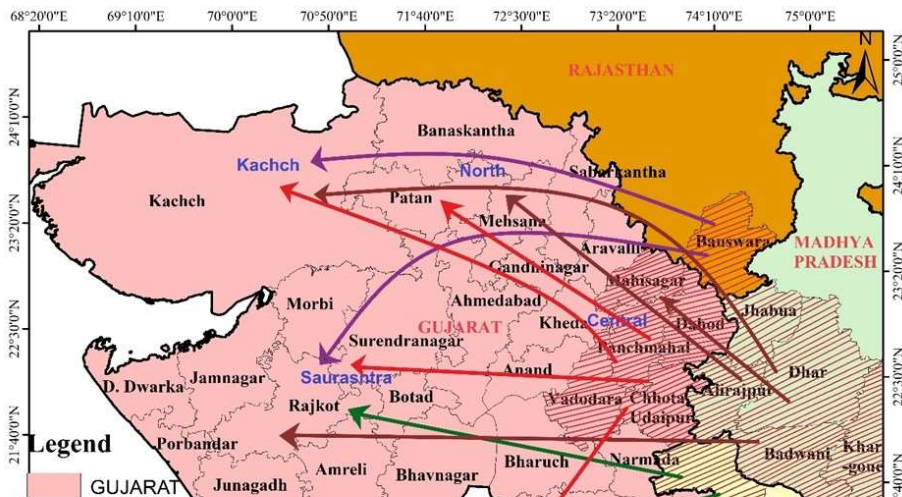 68°20'0"E 69°10'0"E 70°0'0"E 70°50'0"E 71°40'0"E 72°30'0"E 73°20'0"E 74°10'0"E 75°0'0"E
N
25°0'0"N
RAJASTHAN
24°10'0"N
Banaskantha
Kachch
North
Sabarkantha
24°10'0"N
Kachch
Patan
Mehsana
23°20'0"N
Aravalli
Banswara
MADHYA
PRADESH
23°20'0"N
Gandhinagar
Mahisagar
Morbi
Ahmedabad
Jhabua
Kheda
Central
Dahod
22°30'0"N
GUJARAT
Surendranagar
Panchmahal
Dhar
22°30'0"N
D. Dwarka
Jamnagar
Saurashtra
Anand
Alirajpur
Rajkot
Botad
Vadodara
Chhota
Udaipur
21°40'0"N
Legend
Porbandar
Narmada
Badwani
Khar
-gone
Junagadh
Amreli
Bhavnagar
Bharuch
GUJARAT